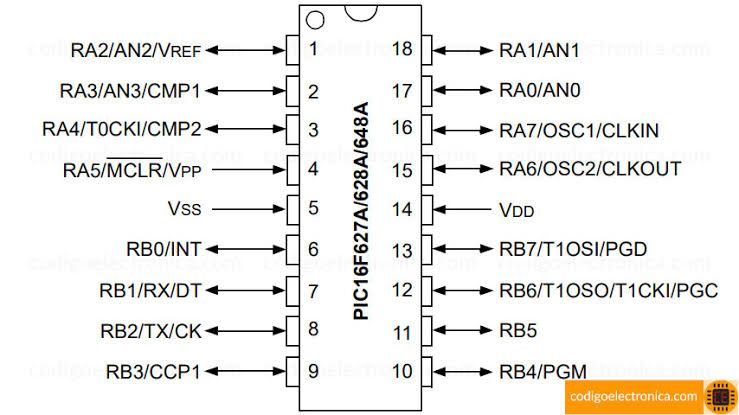 RA2/AN2/VREF 1 18 RA1/AN1
RA3/AN3/CMP1 2 17 RA0/AN0
RA4/T0CKI/CMP2 3 16 RA7/OSC1/CLKIN
RA5/MCLR/VPP 4 15 RA6/OSC2/CLKOUT
VSS 5 14 VDD
RB0/INT 6 13 RB7/T1OSI/PGD
RB1/RX/DT 7 12 RB6/T1OSO/T1CKI/PGC
RB2/TX/CK 8 11 RB5
RB3/CCP1 9 10 RB4/PGM
PIC16F627A/628A/648A
codigoelectronica.com
CE